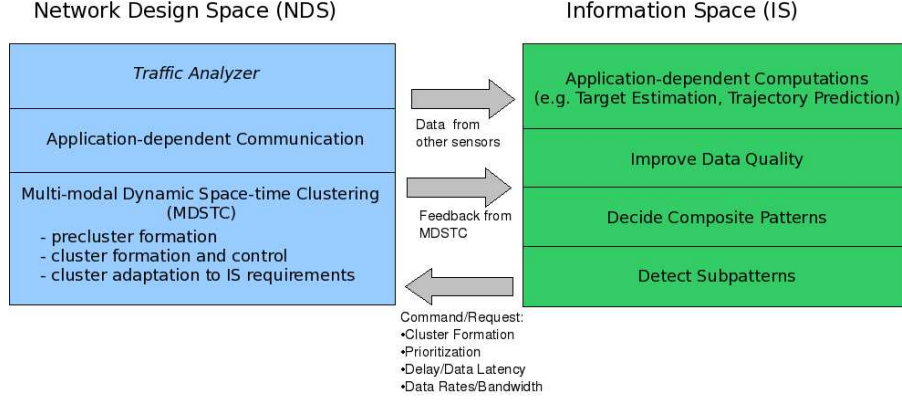 Network Design Space (NDS)
Information Space (IS)
Traffic Analyzer
Application-dependent Communication
Multi-modal Dynamic Space-time Clustering
(MDSTC)
- precluster formation
- cluster formation and control
- cluster adaptation to IS requirements
Data from
other sensors
Feedback from
MDSTC
Command/Request:
•Cluster Formation
•Prioritization
•Delay/Data Latency
•Data Rates/Bandwidth
Application-dependent Computations
(e.g. Target Estimation, Trajectory Prediction)
Improve Data Quality
Decide Composite Patterns
Detect Subpatterns